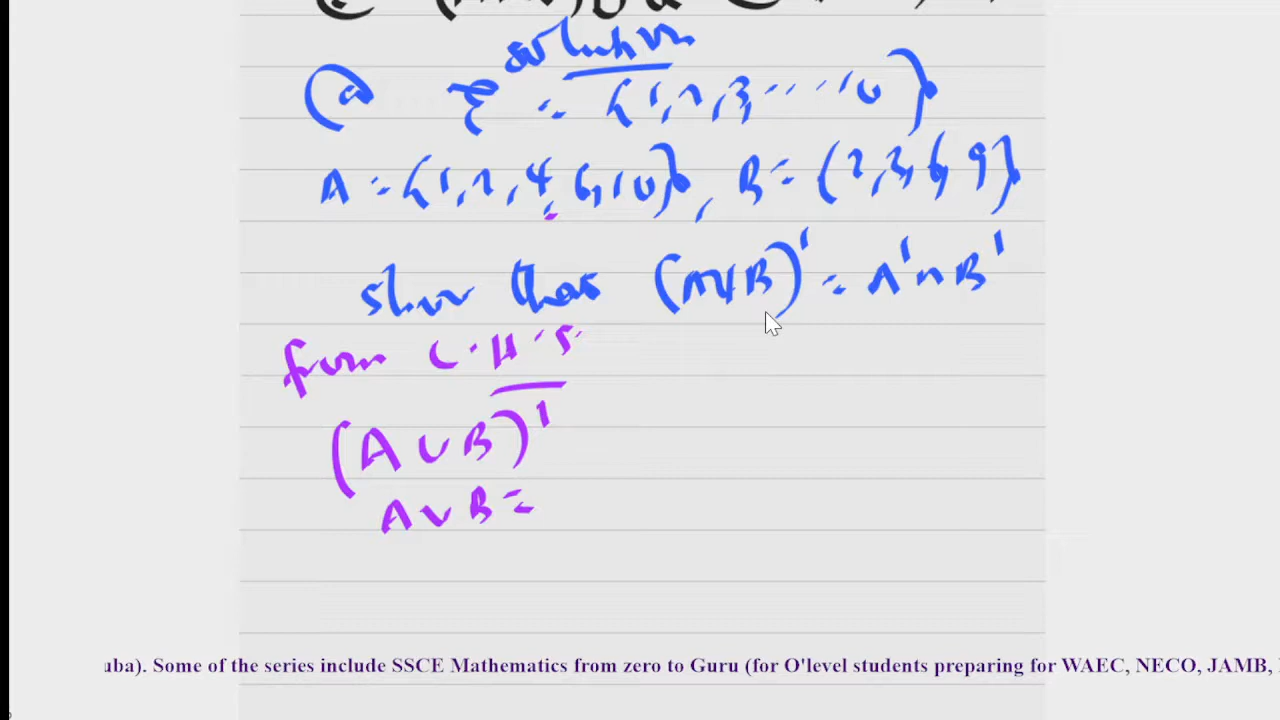 solution
(a) ξ = {1, 2, 3, ..... 10}
A = {1, 2, 4, 6, 10}, B = {2, 3, 6, 9}
show that (A∪B)' = A'∩B'
from L.H.S.
(A∪B)'
A∪B =
Some of the series include SSCE Mathematics from zero to Guru (for O'level students preparing for WAEC, NECO, JAMB,